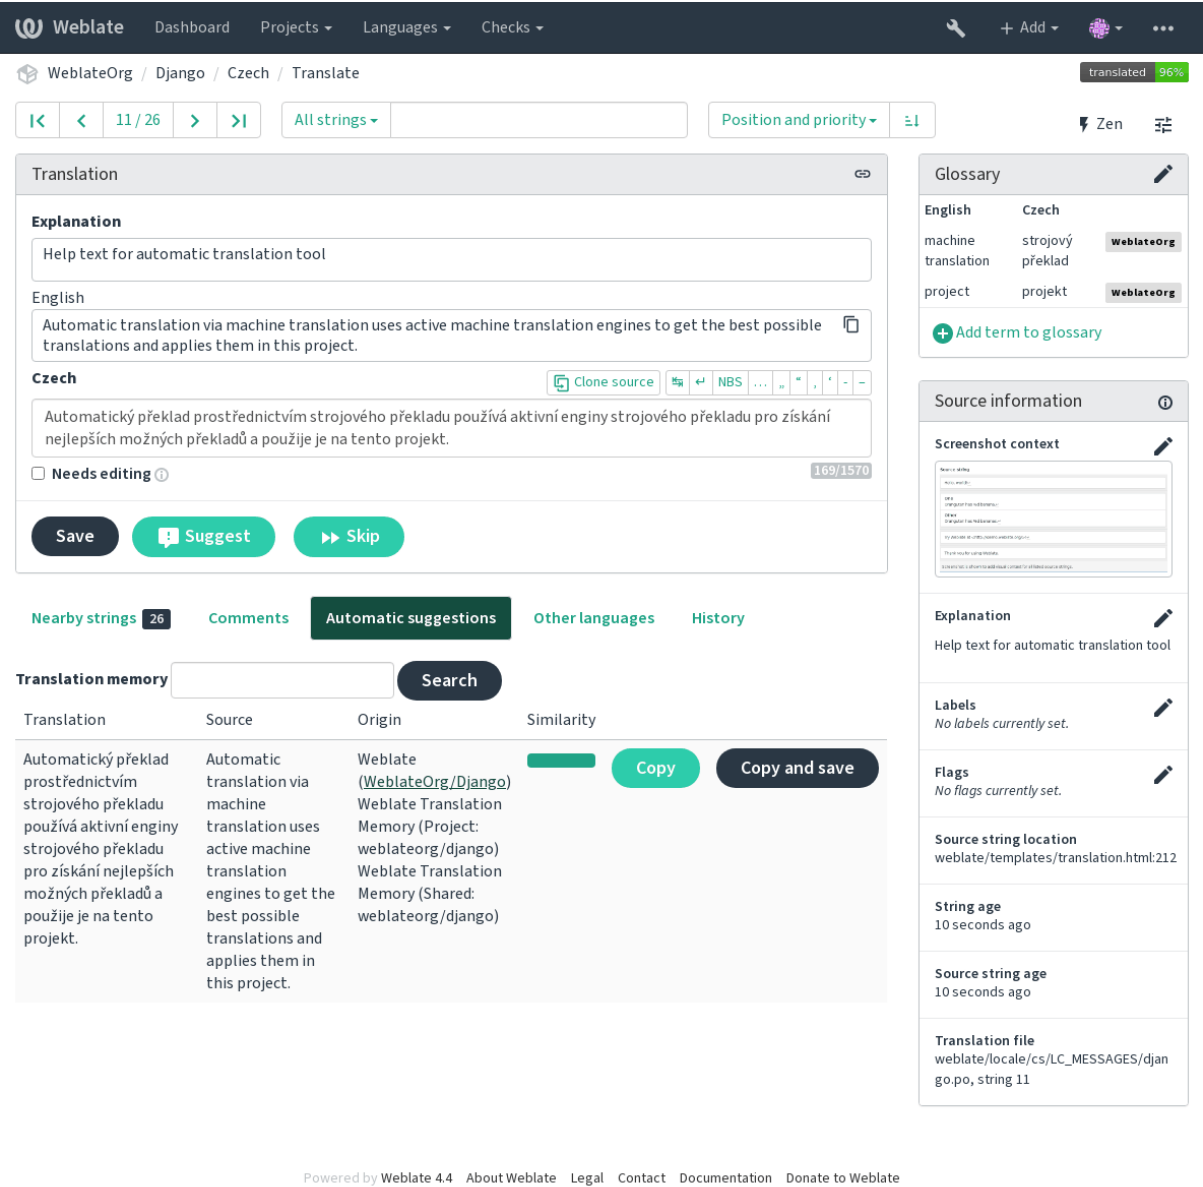 Weblate Dashboard Projects Languages Checks Add
WeblateOrg / Django / Czech / Translate
translated 96%
11 / 26
All strings
Position and priority
Zen
Translation
Explanation
Help text for automatic translation tool
English
Automatic translation via machine translation uses active machine translation engines to get the best possible
translations and applies them in this project.
Czech
Clone source ↹ ↵ NBS … „ “ ‚ ‘ - –
Automatický překlad prostřednictvím strojového překladu používá aktivní enginy strojového překladu pro získání
nejlepších možných překladů a použije je na tento projekt.
Needs editing
169/1570
Save Suggest Skip
Nearby strings 26 Comments Automatic suggestions Other languages History
Translation memory Search
Translation Source Origin Similarity
Automatický překlad
prostřednictvím
strojového překladu
používá aktivní enginy
strojového překladu
pro získání nejlepších
možných překladů a
použije je na tento
projekt.
Automatic
translation via
machine
translation uses
active machine
translation
engines to get the
best possible
translations and
applies them in
this project.
Weblate
(WeblateOrg/Django)
Weblate Translation
Memory (Project:
weblateorg/django)
Weblate Translation
Memory (Shared:
weblateorg/django)
Copy Copy and save
Glossary
English Czech
machine
translation
strojový
překlad
WeblateOrg
project projekt WeblateOrg
Add term to glossary
Source information
Screenshot context
Explanation
Help text for automatic translation tool
Labels
No labels currently set.
Flags
No flags currently set.
Source string location
weblate/templates/translation.html:212
String age
10 seconds ago
Source string age
10 seconds ago
Translation file
weblate/locale/cs/LC_MESSAGES/djan
go.po, string 11
Powered by Weblate 4.4 About Weblate Legal Contact Documentation Donate to Weblate